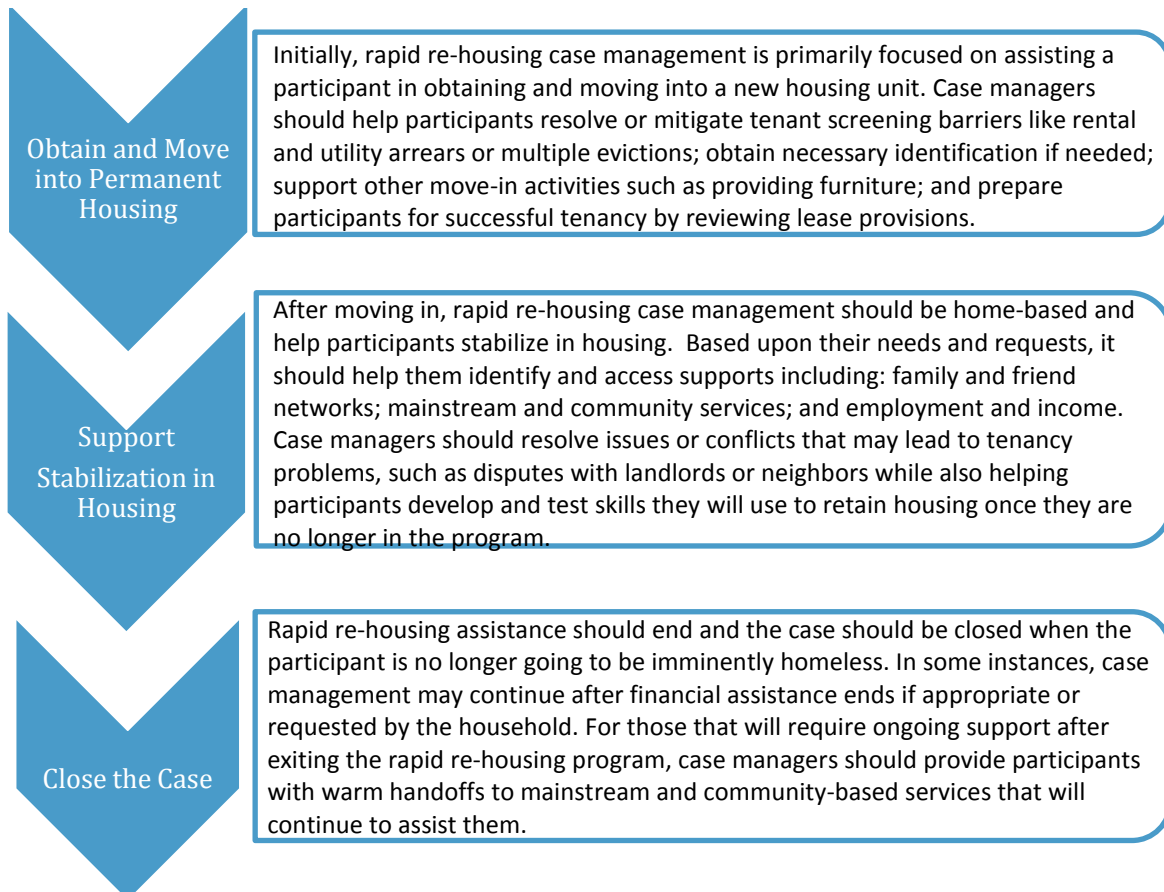 Obtain and Move
into Permanent
Housing
Initially, rapid re-housing case management is primarily focused on assisting a
participant in obtaining and moving into a new housing unit. Case managers
should help participants resolve or mitigate tenant screening barriers like rental
and utility arrears or multiple evictions; obtain necessary identification if needed;
support other move-in activities such as providing furniture; and prepare
participants for successful tenancy by reviewing lease provisions.
Support
Stabilization in
Housing
After moving in, rapid re-housing case management should be home-based and
help participants stabilize in housing.  Based upon their needs and requests, it
should help them identify and access supports including: family and friend
networks; mainstream and community services; and employment and income.
Case managers should resolve issues or conflicts that may lead to tenancy
problems, such as disputes with landlords or neighbors while also helping
participants develop and test skills they will use to retain housing once they are
no longer in the program.
Close the Case
Rapid re-housing assistance should end and the case should be closed when the
participant is no longer going to be imminently homeless. In some instances, case
management may continue after financial assistance ends if appropriate or
requested by the household. For those that will require ongoing support after
exiting the rapid re-housing program, case managers should provide participants
with warm handoffs to mainstream and community-based services that will
continue to assist them.